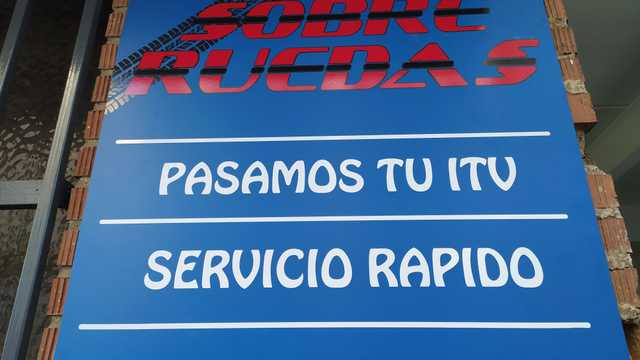 SOBRE
RUEDAS
PASAMOS TU ITV
SERVICIO RAPIDO